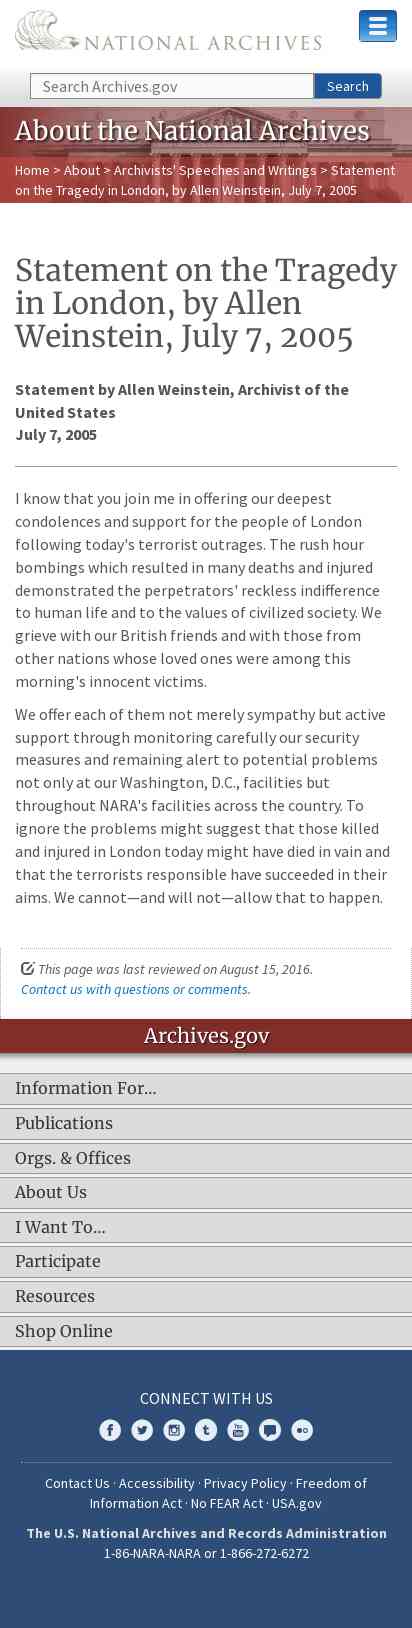 NATIONAL ARCHIVES
Search Archives.gov
Search
About the National Archives
Home > About > Archivists' Speeches and Writings > Statement
on the Tragedy in London, by Allen Weinstein, July 7, 2005
Statement on the Tragedy
in London, by Allen
Weinstein, July 7, 2005
Statement by Allen Weinstein, Archivist of the
United States
July 7, 2005
I know that you join me in offering our deepest
condolences and support for the people of London
following today's terrorist outrages. The rush hour
bombings which resulted in many deaths and injured
demonstrated the perpetrators' reckless indifference
to human life and to the values of civilized society. We
grieve with our British friends and with those from
other nations whose loved ones were among this
morning's innocent victims.
We offer each of them not merely sympathy but active
support through monitoring carefully our security
measures and remaining alert to potential problems
not only at our Washington, D.C., facilities but
throughout NARA's facilities across the country. To
ignore the problems might suggest that those killed
and injured in London today might have died in vain and
that the terrorists responsible have succeeded in their
aims. We cannot—and will not—allow that to happen.
This page was last reviewed on August 15, 2016.
Contact us with questions or comments.
Archives.gov
Information For…
Publications
Orgs. & Offices
About Us
I Want To…
Participate
Resources
Shop Online
CONNECT WITH US
Contact Us · Accessibility · Privacy Policy · Freedom of
Information Act · No FEAR Act · USA.gov
The U.S. National Archives and Records Administration
1-86-NARA-NARA or 1-866-272-6272